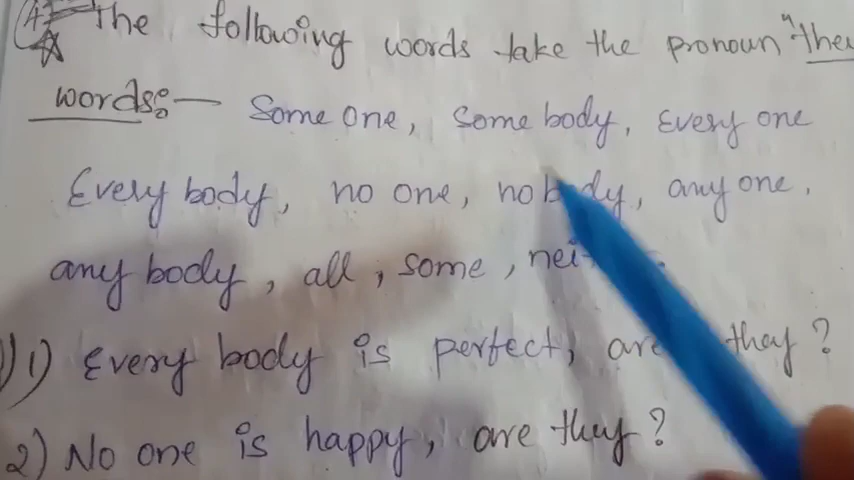 The following words take the pronoun "they
words:— Some one, Some body, Every one
Every body, no one, nobody, any one,
any body, all, some,
1) Every body is perfect, are they?
2) No one is happy, are they?